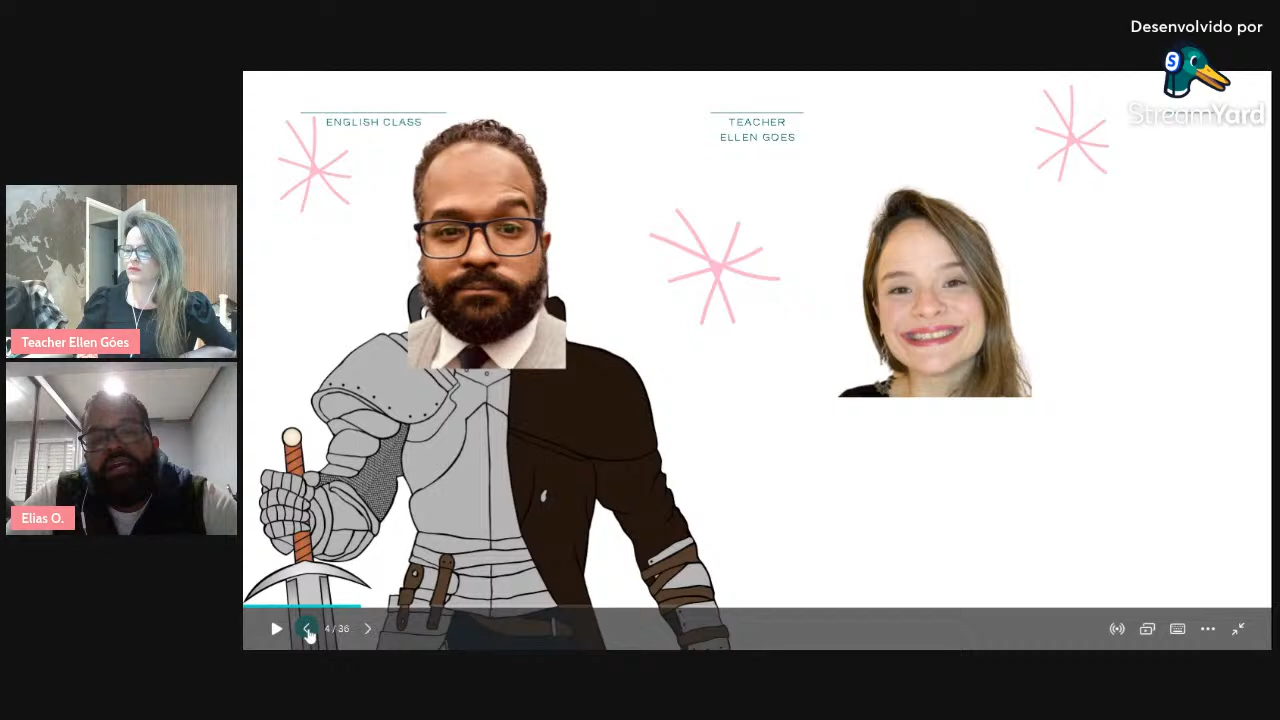 Desenvolvido por
S
StreamYard
ENGLISH CLASS
TEACHER
ELLEN GOES
Teacher Ellen Góes
Elias O.
4 / 36